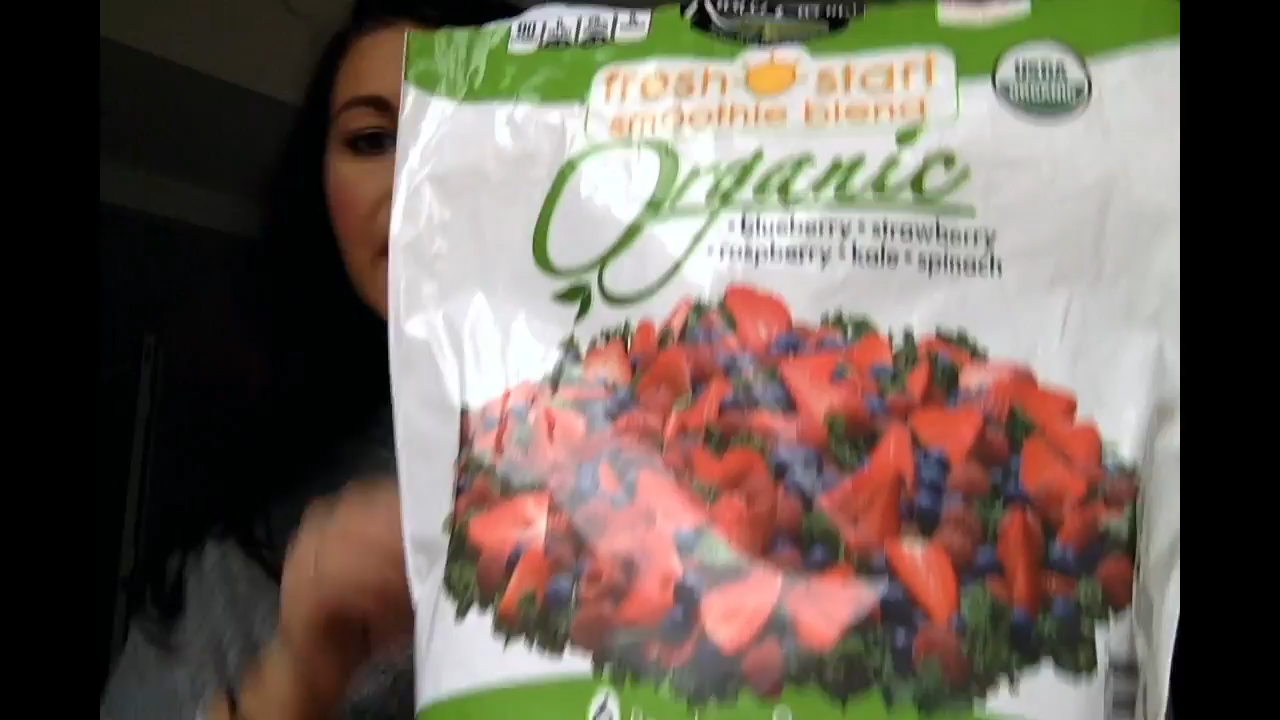 fresh start
smoothie blend
USDA
ORGANIC
Organic
• blueberry • strawberry
• raspberry • kale • spinach